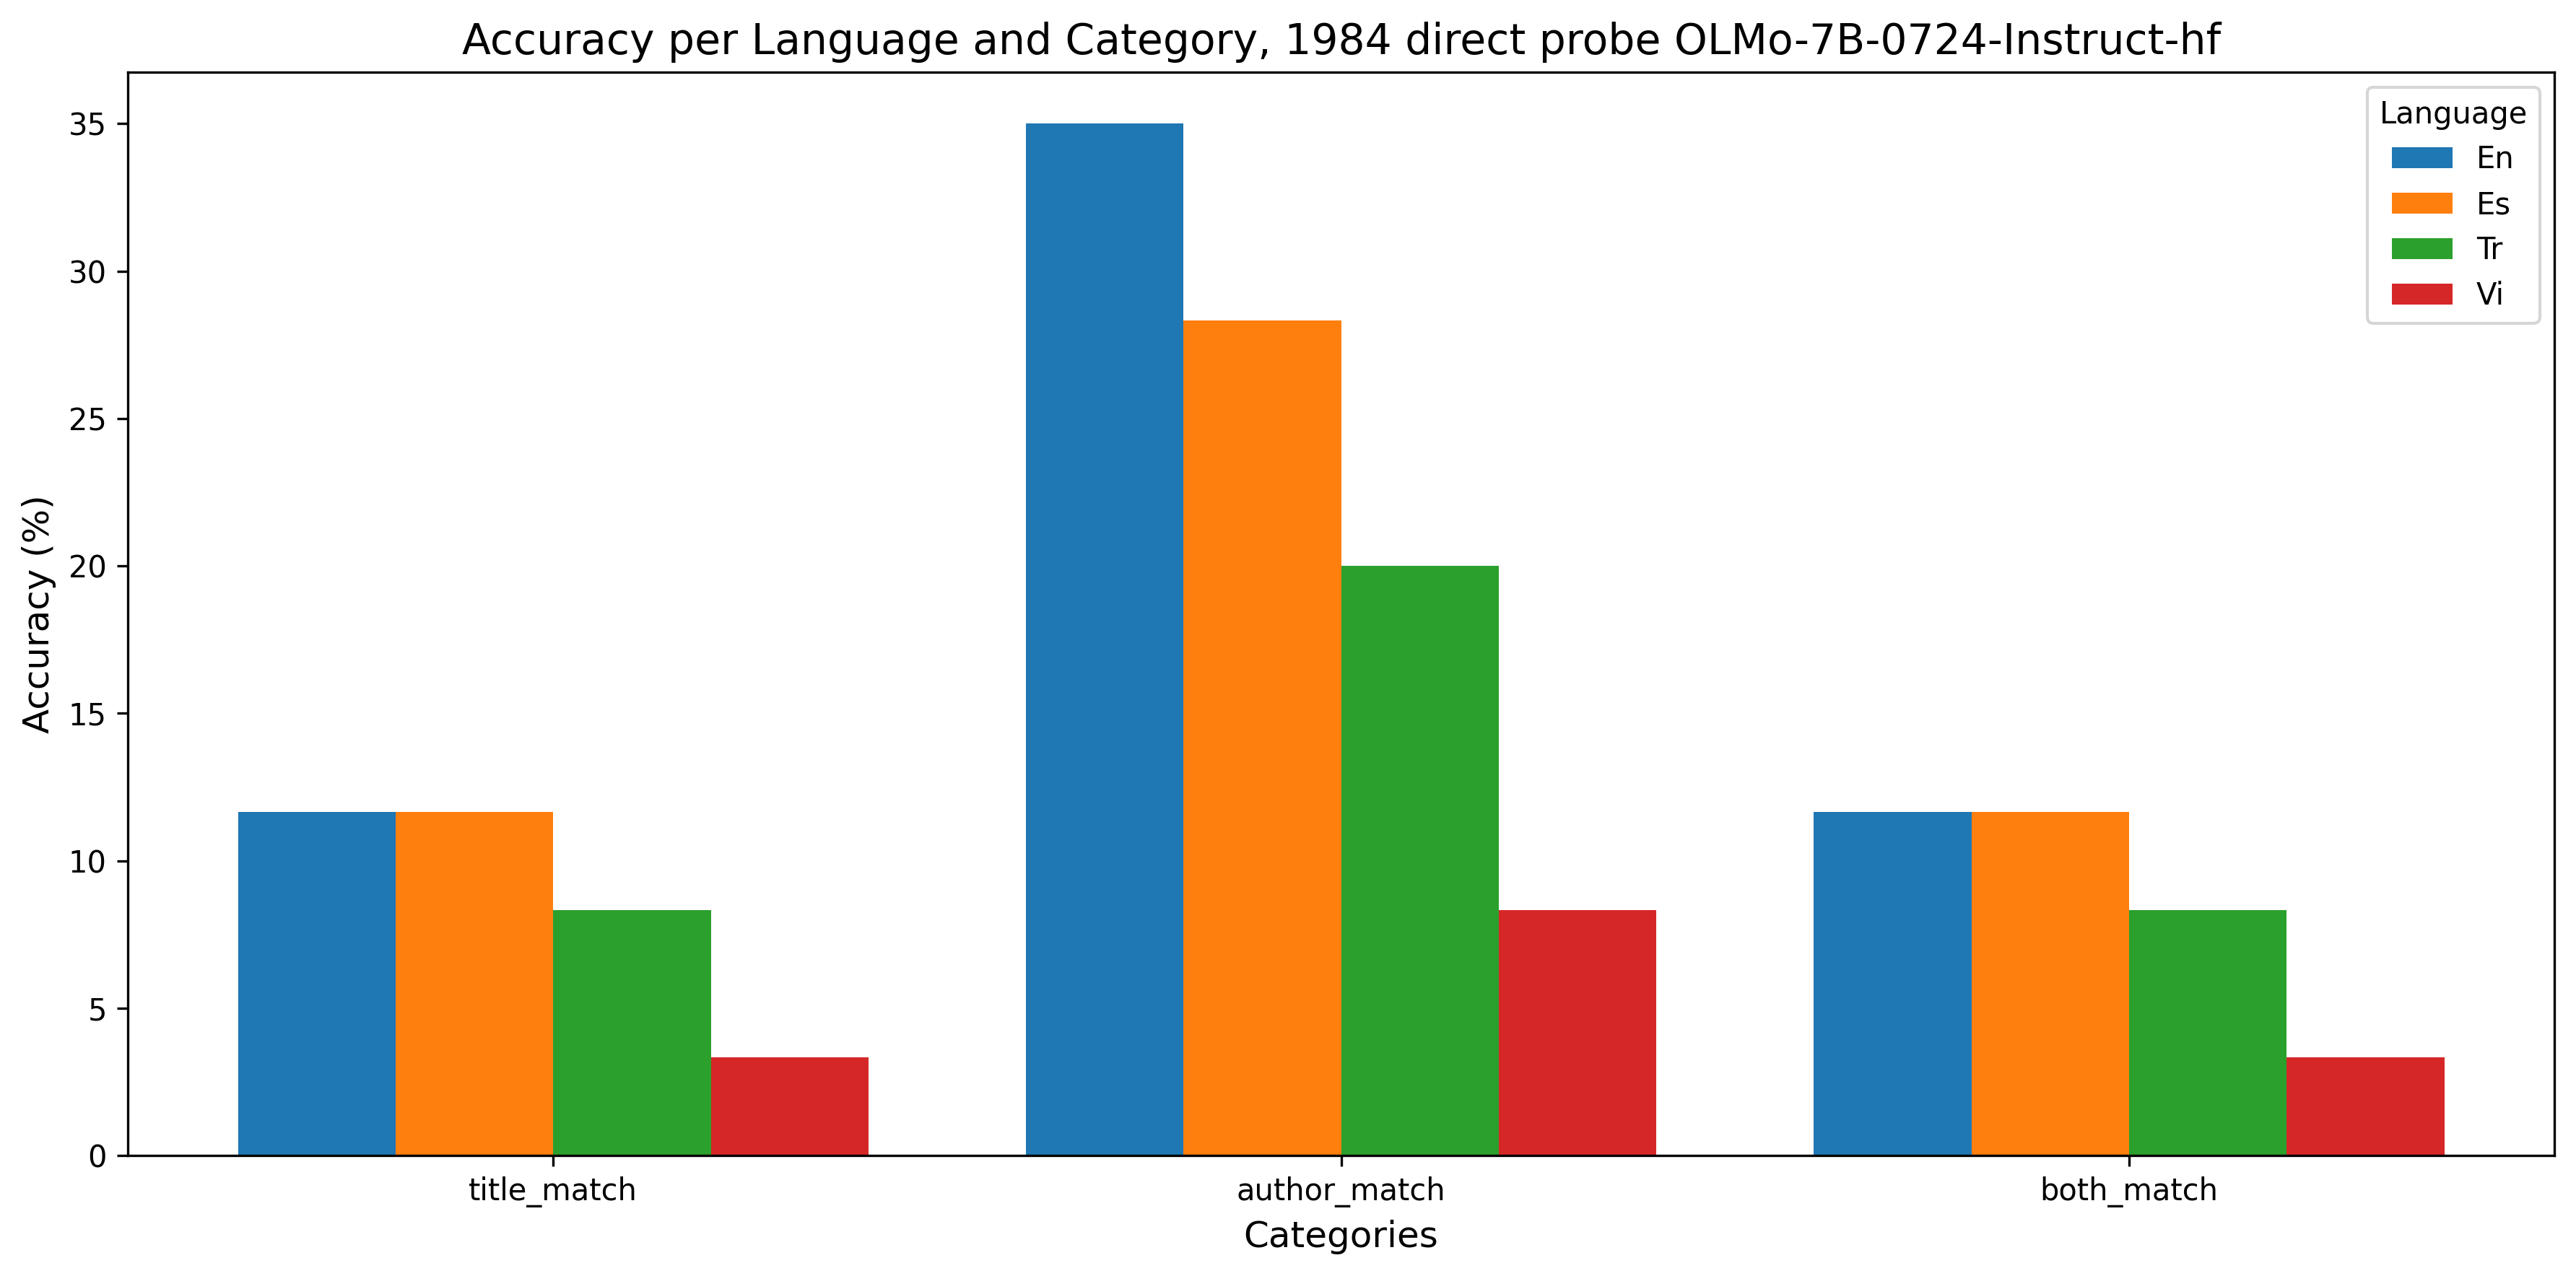 Accuracy per Language and Category, 1984 direct probe OLMo-7B-0724-Instruct-hf
Language
En
Es
Tr
Vi
Accuracy (%)
35
30
25
20
15
10
5
0
title_match
author_match
both_match
Categories